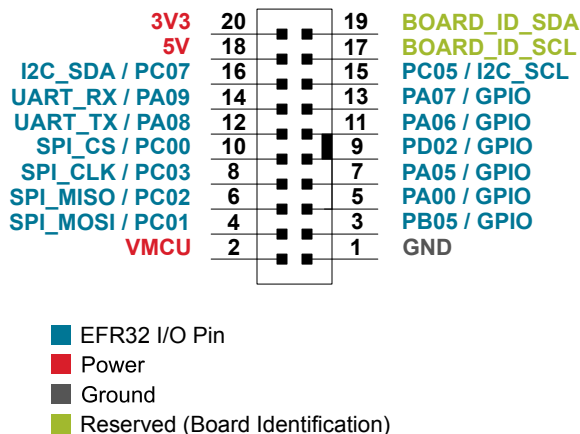 3V3 20 19 BOARD_ID_SDA
5V 18 17 BOARD_ID_SCL
I2C_SDA / PC07 16 15 PC05 / I2C_SCL
UART_RX / PA09 14 13 PA07 / GPIO
UART_TX / PA08 12 11 PA06 / GPIO
SPI_CS / PC00 10 9 PD02 / GPIO
SPI_CLK / PC03 8 7 PA05 / GPIO
SPI_MISO / PC02 6 5 PA00 / GPIO
SPI_MOSI / PC01 4 3 PB05 / GPIO
VMCU 2 1 GND
EFR32 I/O Pin
Power
Ground
Reserved (Board Identification)